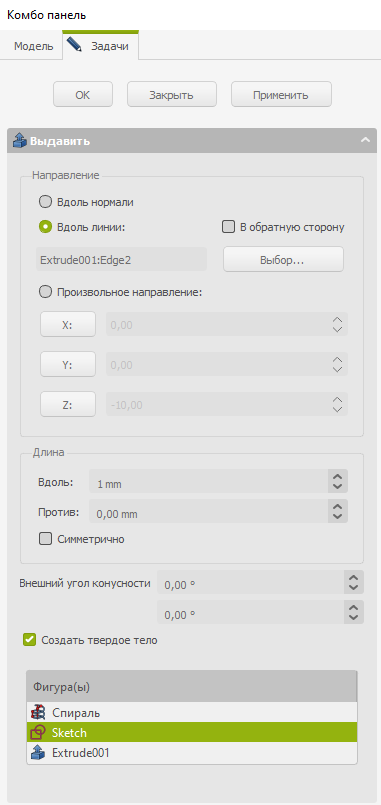 Комбо панель
Модель Задачи
OK Закрыть Применить
Выдавить
Направление
Вдоль нормали
Вдоль линии: В обратную сторону
Extrude001:Edge2 Выбор...
Произвольное направление:
X: 0,00
Y: 0,00
Z: -10,00
Длина
Вдоль: 1 mm
Против: 0,00 mm
Симметрично
Внешний угол конусности 0,00 °
0,00 °
Создать твердое тело
Фигура(ы)
Спираль
Sketch
Extrude001